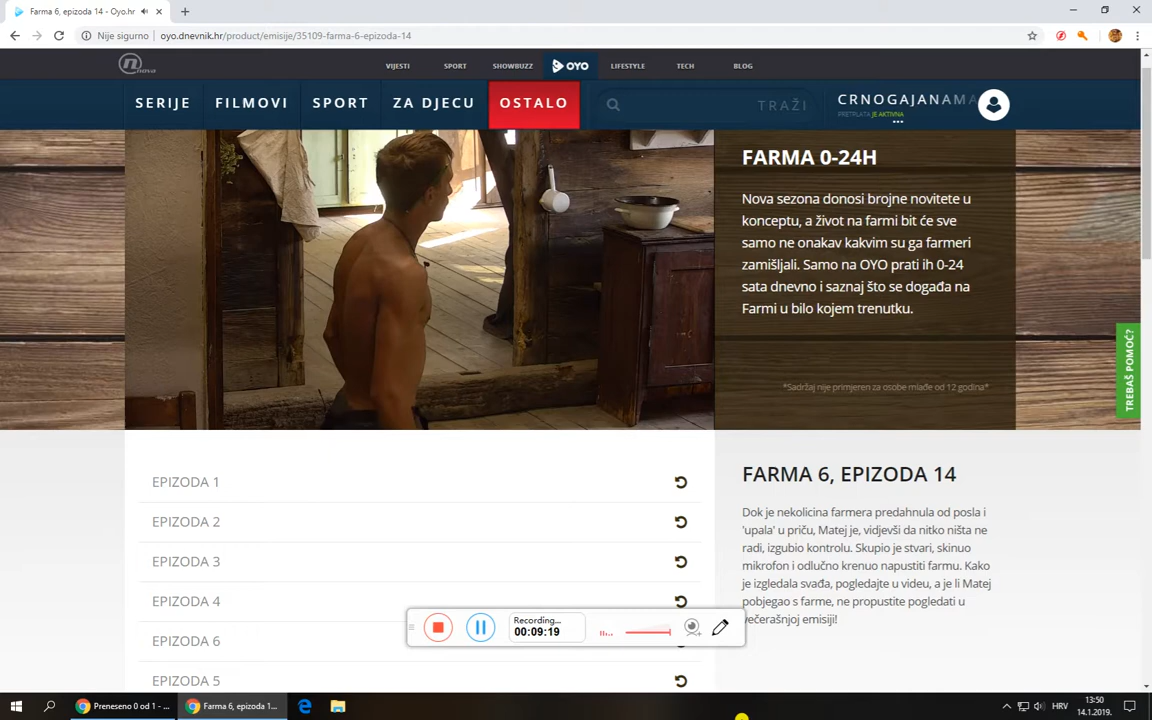 Farma 6, epizoda 14 - Oyo.hr
Nije sigurno
oyo.dnevnik.hr/product/emisije/35109-farma-6-epizoda-14
nova
VIJESTI
SPORT
SHOWBUZZ
OYO
LIFESTYLE
TECH
BLOG
SERIJE
FILMOVI
SPORT
ZA DJECU
OSTALO
TRAŽI
CRNOGAJANAMA
PRETPLATA JE AKTIVNA
FARMA 0-24H
Nova sezona donosi brojne novitete u
konceptu, a život na farmi bit će sve
samo ne onakav kakvim su ga farmeri
zamišljali. Samo na OYO prati ih 0-24
sata dnevno i saznaj što se događa na
Farmi u bilo kojem trenutku.
*Sadržaj nije primjeren za osobe mlađe od 12 godina*
TREBAŠ POMOĆ?
EPIZODA 1
EPIZODA 2
EPIZODA 3
EPIZODA 4
EPIZODA 6
EPIZODA 5
FARMA 6, EPIZODA 14
Dok je nekolicina farmera predahnula od posla i
'upala' u priču, Matej je, vidjevši da nitko ništa ne
radi, izgubio kontrolu. Skupio je stvari, skinuo
mikrofon i odlučno krenuo napustiti farmu. Kako
je izgledala svađa, pogledajte u videu, a je li Matej
pobjegao s farme, ne propustite pogledati u
večerašnjoj emisiji!
Recording...
00:09:19
Preneseno 0 od 1 - ...
Farma 6, epizoda 1...
HRV
13:50
14.1.2019.